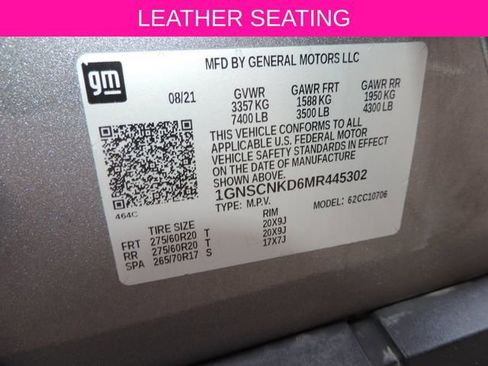 LEATHER SEATING
gm
MFD BY GENERAL MOTORS LLC
08/21 GVWR GAWR FRT GAWR RR
3357 KG 1588 KG 1950 KG
7400 LB 3500 LB 4300 LB
THIS VEHICLE CONFORMS TO ALL
APPLICABLE U.S. FEDERAL MOTOR
VEHICLE SAFETY STANDARDS IN EFFECT
ON THE DATE OF MANUFACTURE
SHOWN ABOVE.
1GNSCNKD6MR445302
464C TYPE: M.P.V. MODEL: 62CC10706
TIRE SIZE RIM
FRT 275/60R20 T 20X9J
RR 275/60R20 T 20X9J
SPA 265/70R17 S 17X7J